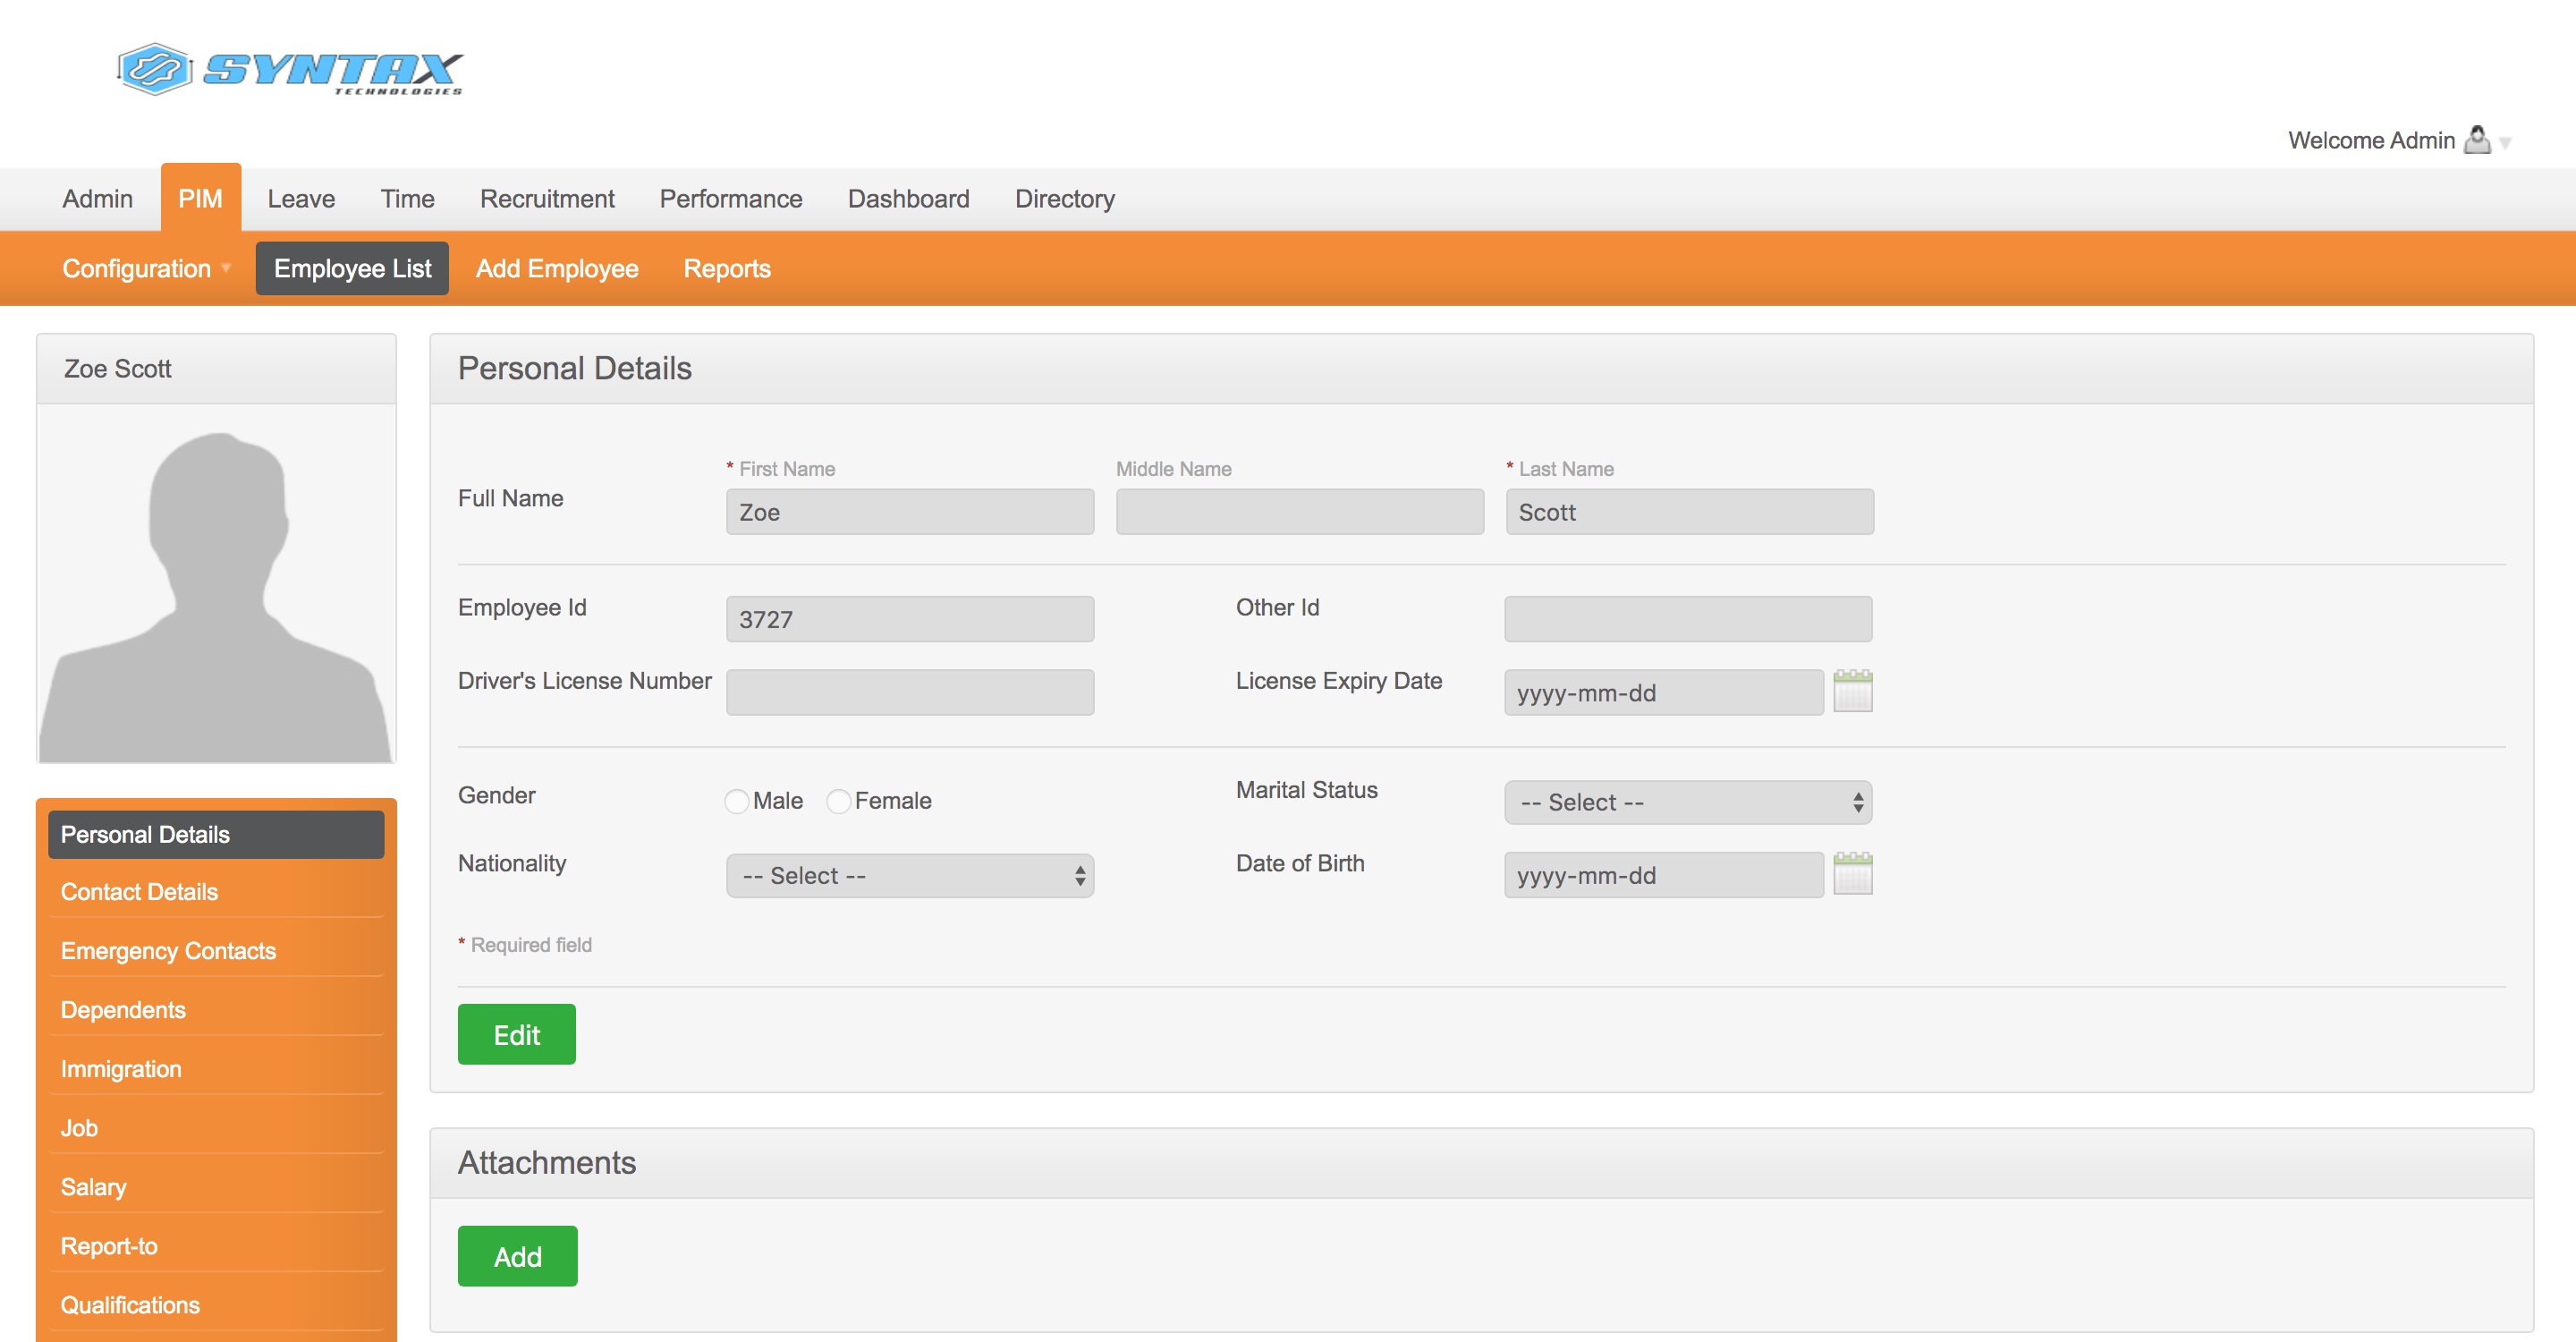 SYNTAX
TECHNOLOGIES
Welcome Admin
Admin PIM Leave Time Recruitment Performance Dashboard Directory
Configuration Employee List Add Employee Reports
Zoe Scott
Personal Details
Contact Details
Emergency Contacts
Dependents
Immigration
Job
Salary
Report-to
Qualifications
Personal Details
* First Name Middle Name * Last Name
Full Name Zoe Scott
Employee Id 3727 Other Id
Driver's License Number License Expiry Date yyyy-mm-dd
Gender Male Female Marital Status -- Select --
Nationality -- Select -- Date of Birth yyyy-mm-dd
* Required field
Edit
Attachments
Add